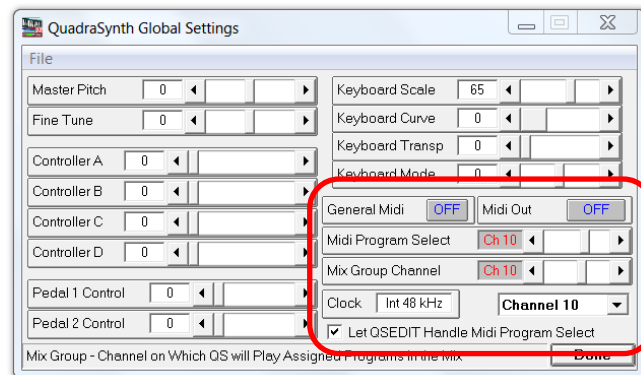 QuadraSynth Global Settings
File
Master Pitch 0
Fine Tune 0
Controller A 0
Controller B 0
Controller C 0
Controller D 0
Pedal 1 Control 0
Pedal 2 Control 0
Keyboard Scale 65
Keyboard Curve 0
Keyboard Transp 0
Keyboard Mode 0
General Midi OFF Midi Out OFF
Midi Program Select Ch 10
Mix Group Channel Ch 10
Clock Int 48 kHz Channel 10
Let QSEDIT Handle Midi Program Select
Mix Group - Channel on Which QS will Play Assigned Programs in the Mix Done